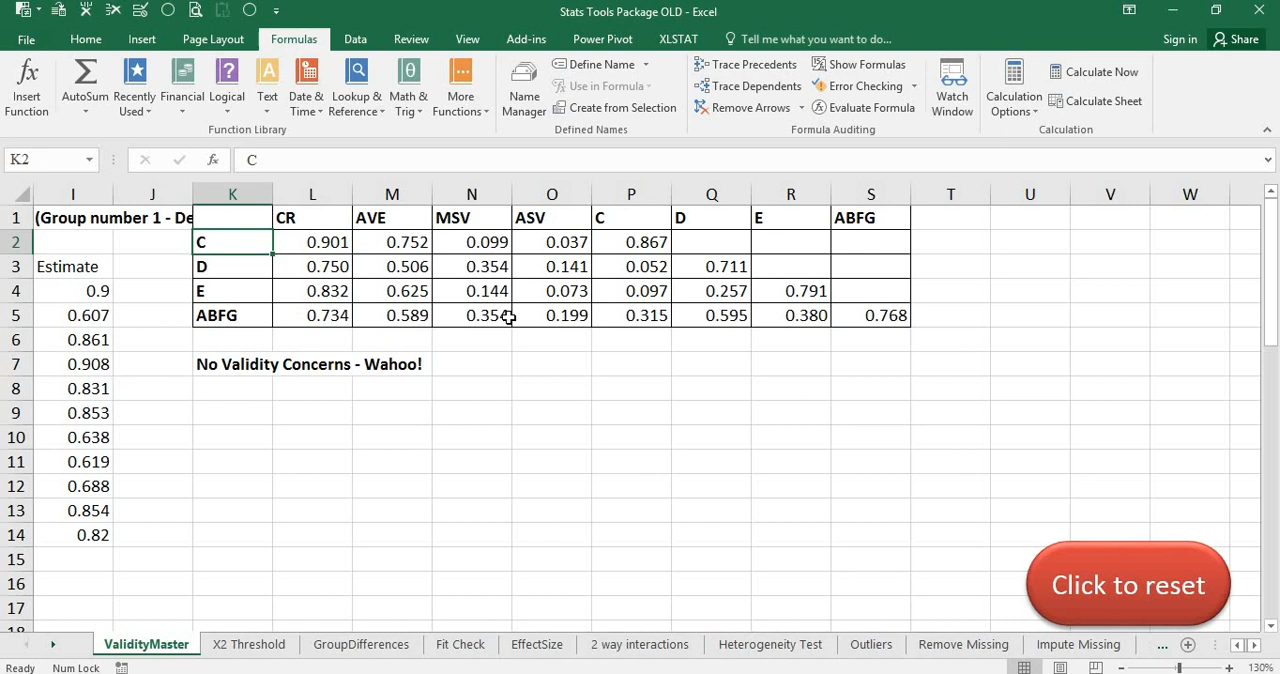 Stats Tools Package OLD - Excel
File Home Insert Page Layout Formulas Data Review View Add-ins Power Pivot XLSTAT Tell me what you want to do... Sign in Share
fx Σ ? A θ
Insert Function
AutoSum
Recently Used
Financial
Logical
Text
Date & Time
Lookup & Reference
Math & Trig
More Functions
Function Library
Name Manager
Define Name
Use in Formula
Create from Selection
Defined Names
Trace Precedents
Trace Dependents
Remove Arrows
Show Formulas
Error Checking
Evaluate Formula
Formula Auditing
Watch Window
Calculation Options
Calculate Now
Calculate Sheet
Calculation
K2 fx C
I J K L M N O P Q R S T U V W
1 (Group number 1 - De CR AVE MSV ASV C D E ABFG
2 C 0.901 0.752 0.099 0.037 0.867
3 Estimate D 0.750 0.506 0.354 0.141 0.052 0.711
4 0.9 E 0.832 0.625 0.144 0.073 0.097 0.257 0.791
5 0.607 ABFG 0.734 0.589 0.354 0.199 0.315 0.595 0.380 0.768
6 0.861
7 0.908 No Validity Concerns - Wahoo!
8 0.831
9 0.853
10 0.638
11 0.619
12 0.688
13 0.854
14 0.82
15
16
17
Click to reset
ValidityMaster X2 Threshold GroupDifferences Fit Check EffectSize 2 way interactions Heterogeneity Test Outliers Remove Missing Impute Missing ...
Ready Num Lock 130%